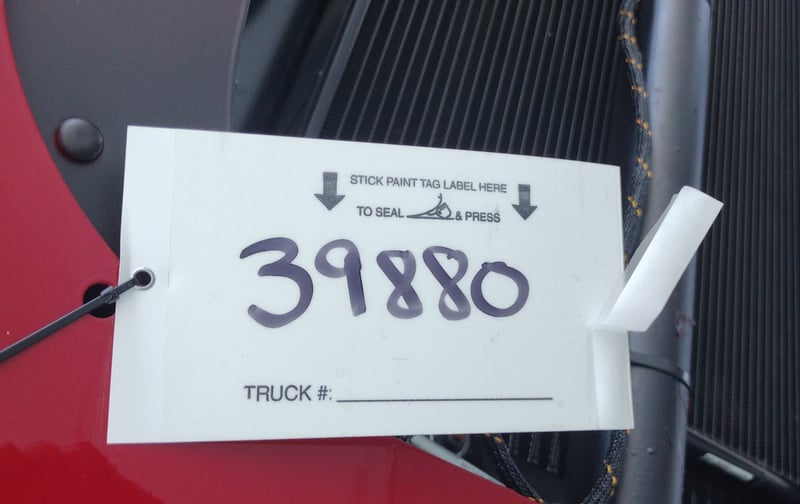 STICK PAINT TAG LABEL HERE
TO SEAL & PRESS
39880
TRUCK #: